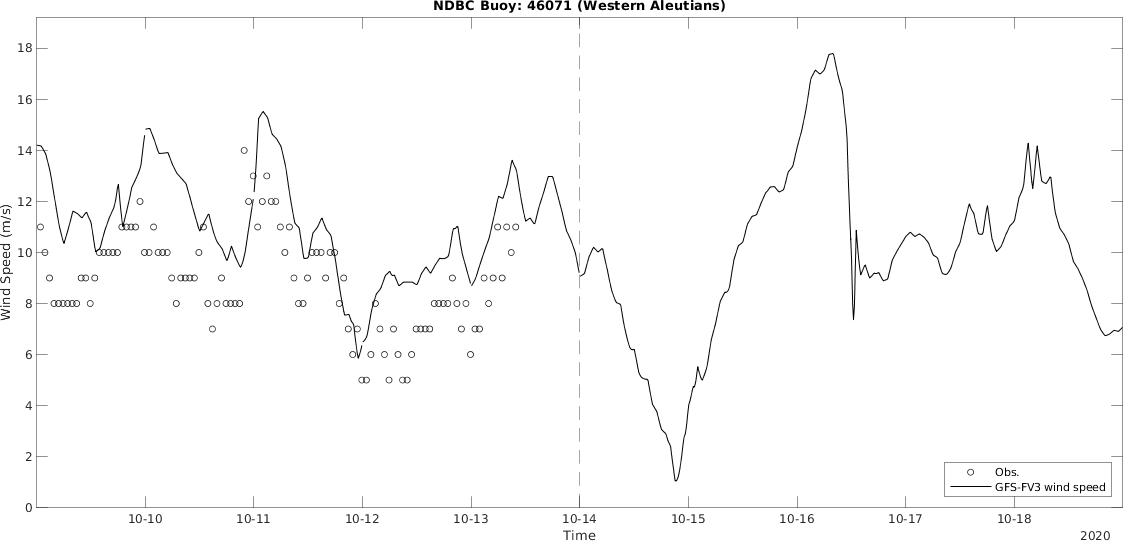 NDBC Buoy: 46071 (Western Aleutians)
18
16
14
12
10
8
6
4
2
0
Wind Speed (m/s)
10-10 10-11 10-12 10-13 10-14 10-15 10-16 10-17 10-18
Time
2020
Obs.
GFS-FV3 wind speed